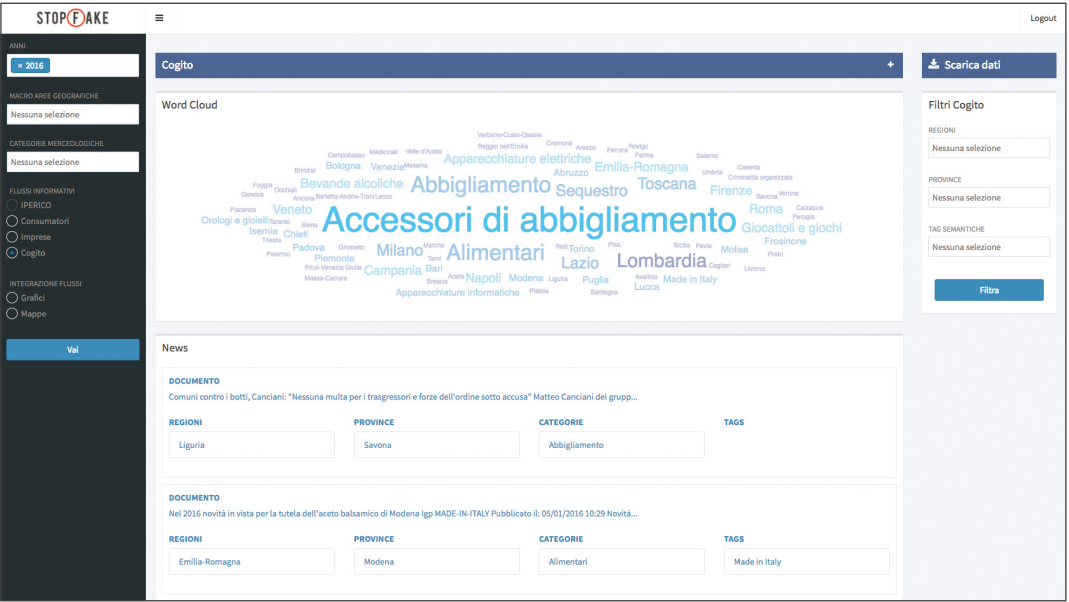 STOP FAKE
Logout
ANNI
× 2016
MACRO AREE GEOGRAFICHE
Nessuna selezione
CATEGORIE MERCEOLOGICHE
Nessuna selezione
FLUSSI INFORMATIVI
IPERICO
Consumatori
Imprese
Cogito
INTEGRAZIONE FLUSSI
Grafici
Mappe
Vai
Cogito +
Word Cloud
Verbano-Cusio-Ossola
Reggio nell'Emilia Cremona Arezzo Ferrara Rovigo
Campobasso Medicinali Valle d'Aosta Apparecchiature elettriche Parma Salerno
Brindisi Bologna Venezia Messina Abruzzo Emilia-Romagna Umbria Caserta
Criminalità organizzata
Foggia Occhiali Bevande alcoliche Abbigliamento Sequestro Toscana Firenze Savona Verona
Genova Ancona Barletta-Andria-Trani Lecco
Piacenza Veneto Accessori di abbigliamento Roma Calzature
Orologi e gioielli Taranto Siena Perugia
Isernia Chieti Giocattoli e giochi
Trieste Padova Grosseto Milano Marche Alimentari Rieti Torino Pisa Sicilia Pavia Molise Frosinone
Palermo Piemonte Terni Lazio Lombardia Cagliari Prato
Friuli-Venezia Giulia Campania Bari Livorno
Massa-Carrara Brescia Aosta Napoli Modena Liguria Puglia Avellino Made in Italy
Apparecchiature informatiche Pistoia Sardegna Lucca
News
DOCUMENTO
Comuni contro i botti, Canciani: "Nessuna multa per i trasgressori e forze dell'ordine sotto accusa" Matteo Canciani del grupp...
REGIONI PROVINCE CATEGORIE TAGS
Liguria Savona Abbigliamento
DOCUMENTO
Nel 2016 novità in vista per la tutela dell'aceto balsamico di Modena Igp MADE-IN-ITALY Pubblicato il: 05/01/2016 10:29 Novità...
REGIONI PROVINCE CATEGORIE TAGS
Emilia-Romagna Modena Alimentari Made in Italy
Scarica dati
Filtri Cogito
REGIONI
Nessuna selezione
PROVINCE
Nessuna selezione
TAG SEMANTICHE
Nessuna selezione
Filtra